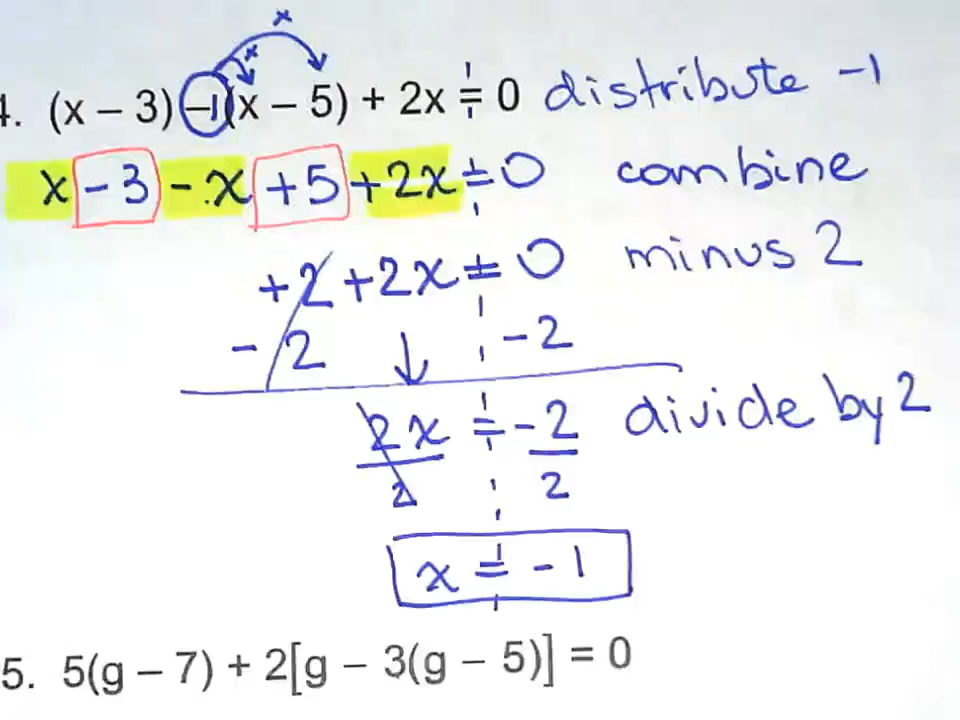 4. (x – 3) –1(x – 5) + 2x = 0 distribute -1
x - 3 - x + 5 + 2x = 0 combine
+2 + 2x = 0 minus 2
- 2 ↓ - 2
2x = -2 divide by 2
2 2
x = -1
5. 5(g – 7) + 2[g – 3(g – 5)] = 0